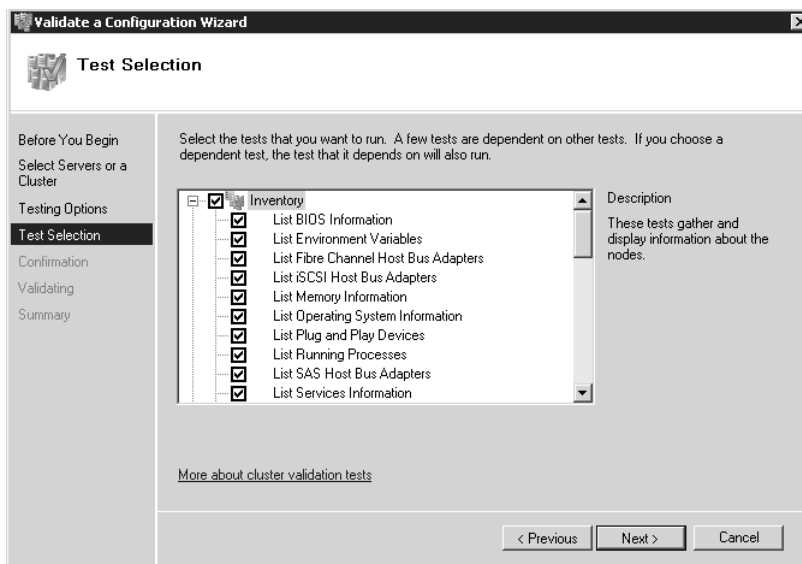 Validate a Configuration Wizard
Test Selection
Before You Begin
Select Servers or a
Cluster
Testing Options
Test Selection
Confirmation
Validating
Summary
Select the tests that you want to run. A few tests are dependent on other tests. If you choose a
dependent test, the test that it depends on will also run.
Inventory
List BIOS Information
List Environment Variables
List Fibre Channel Host Bus Adapters
List iSCSI Host Bus Adapters
List Memory Information
List Operating System Information
List Plug and Play Devices
List Running Processes
List SAS Host Bus Adapters
List Services Information
Description
These tests gather and
display information about the
nodes.
More about cluster validation tests
< Previous
Next >
Cancel